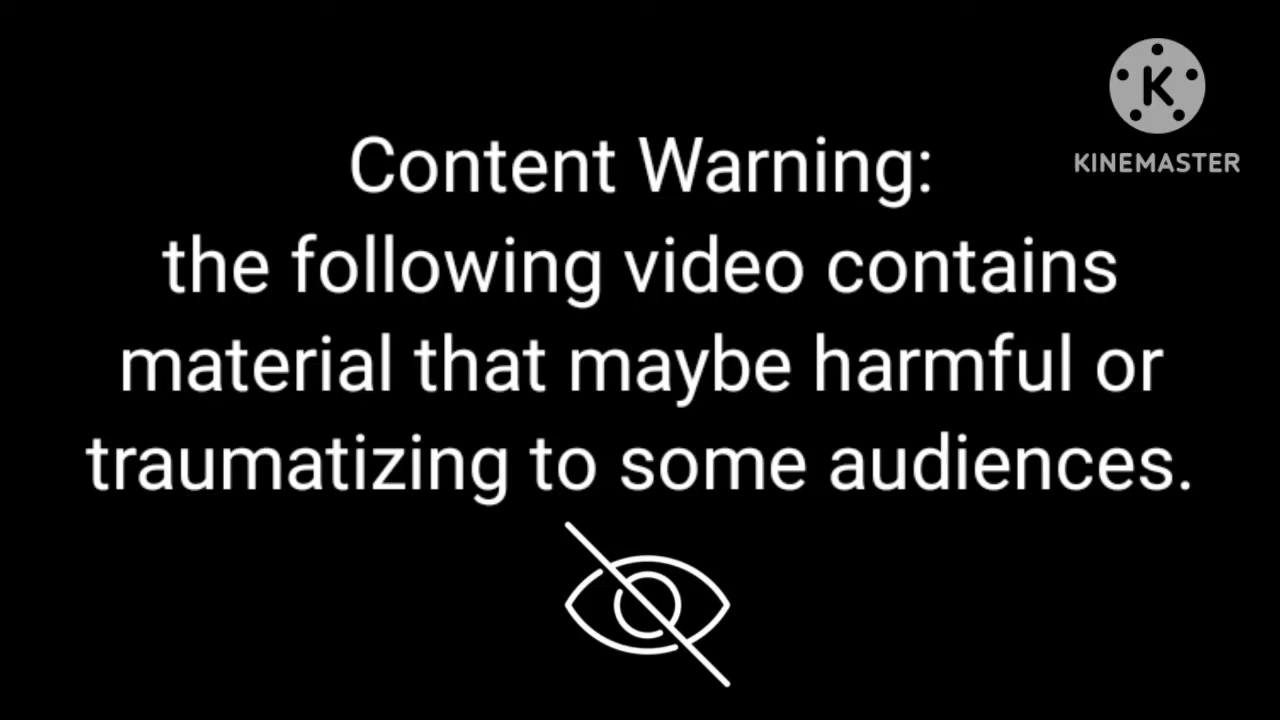 K
KINEMASTER
Content Warning:
the following video contains
material that maybe harmful or
traumatizing to some audiences.